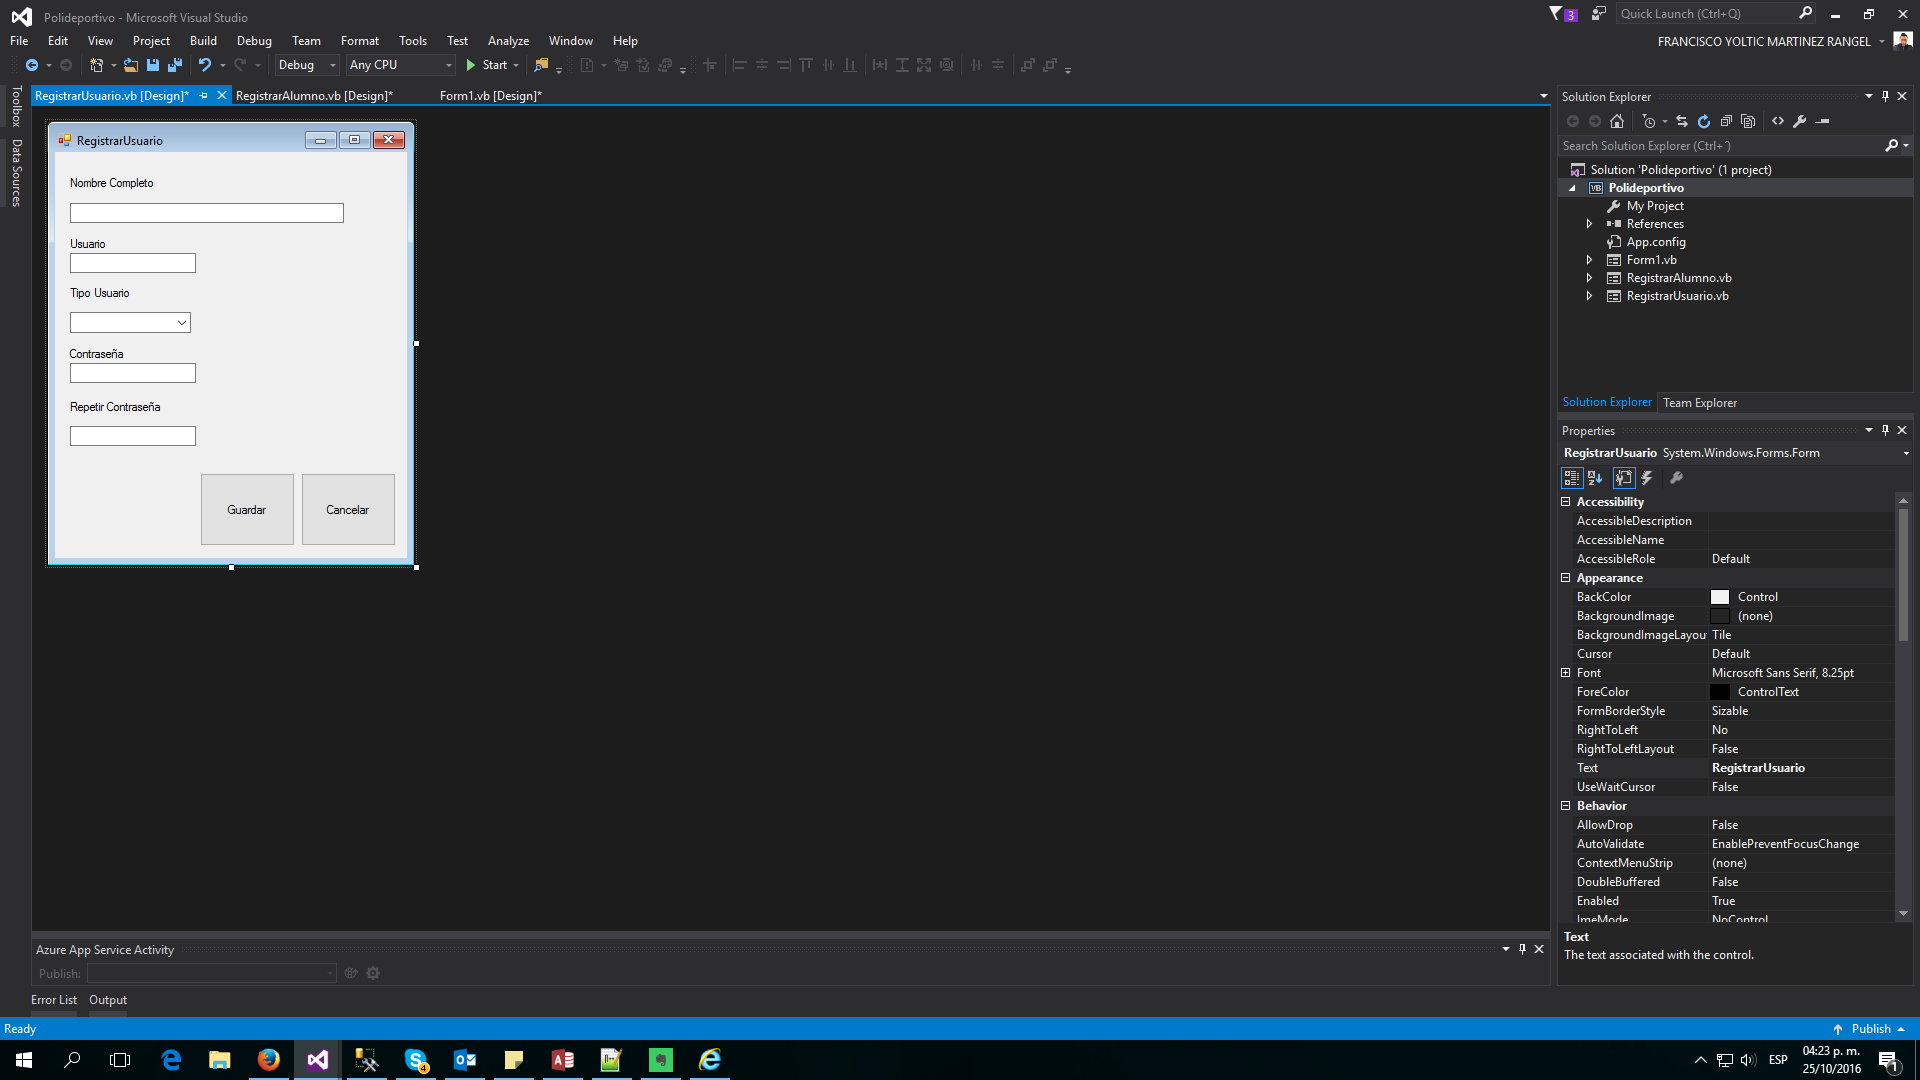 Polideportivo - Microsoft Visual Studio
3
Quick Launch (Ctrl+Q)
File Edit View Project Build Debug Team Format Tools Test Analyze Window Help
FRANCISCO YOLTIC MARTINEZ RANGEL
Debug Any CPU Start
Toolbox
Data Sources
RegistrarUsuario.vb [Design]* RegistrarAlumno.vb [Design]* Form1.vb [Design]*
RegistrarUsuario
Nombre Completo
Usuario
Tipo Usuario
Contraseña
Repetir Contraseña
Guardar Cancelar
Solution Explorer
Search Solution Explorer (Ctrl+¨)
Solution 'Polideportivo' (1 project)
VB Polideportivo
My Project
References
App.config
Form1.vb
RegistrarAlumno.vb
RegistrarUsuario.vb
Solution Explorer Team Explorer
Properties
RegistrarUsuario System.Windows.Forms.Form
Accessibility
AccessibleDescription
AccessibleName
AccessibleRole Default
Appearance
BackColor Control
BackgroundImage (none)
BackgroundImageLayou Tile
Cursor Default
Font Microsoft Sans Serif, 8.25pt
ForeColor ControlText
FormBorderStyle Sizable
RightToLeft No
RightToLeftLayout False
Text RegistrarUsuario
UseWaitCursor False
Behavior
AllowDrop False
AutoValidate EnablePreventFocusChange
ContextMenuStrip (none)
DoubleBuffered False
Enabled True
ImeMode NoControl
Text
The text associated with the control.
Azure App Service Activity
Publish:
Error List Output
Ready
Publish
4
ESP
04:23 p. m.
25/10/2016
1